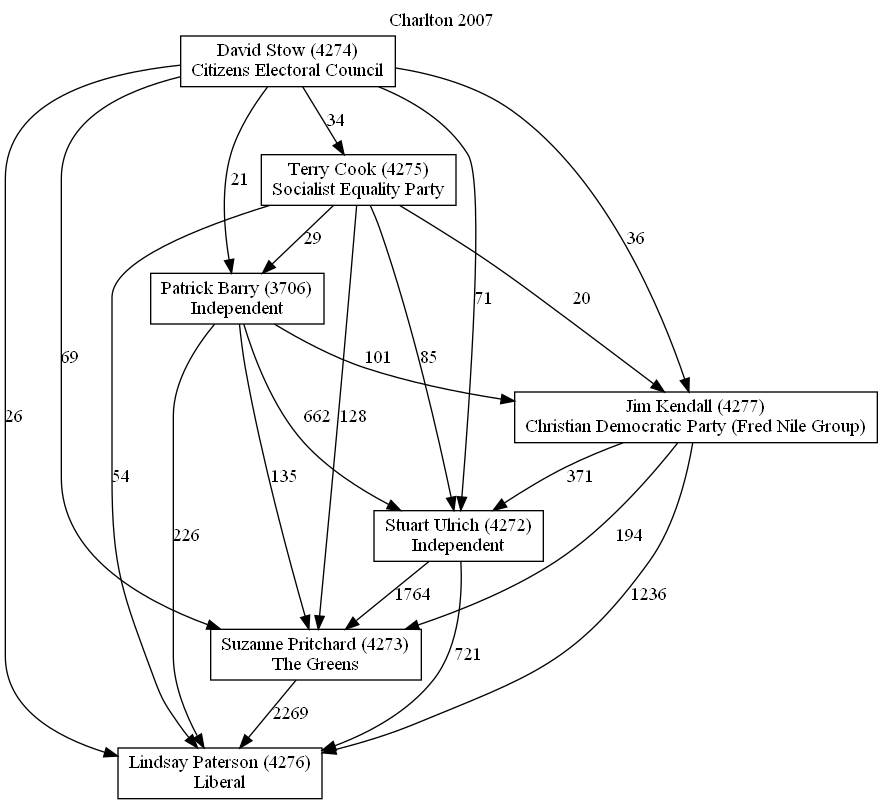 Charlton 2007
David Stow (4274)
Citizens Electoral Council
34
Terry Cook (4275)
Socialist Equality Party
21
29
36
Patrick Barry (3706)
Independent
71
20
69
101
85
Jim Kendall (4277)
Christian Democratic Party (Fred Nile Group)
26
662
128
54
135
371
Stuart Ulrich (4272)
Independent
226
194
1764
1236
Suzanne Pritchard (4273)
The Greens
721
2269
Lindsay Paterson (4276)
Liberal